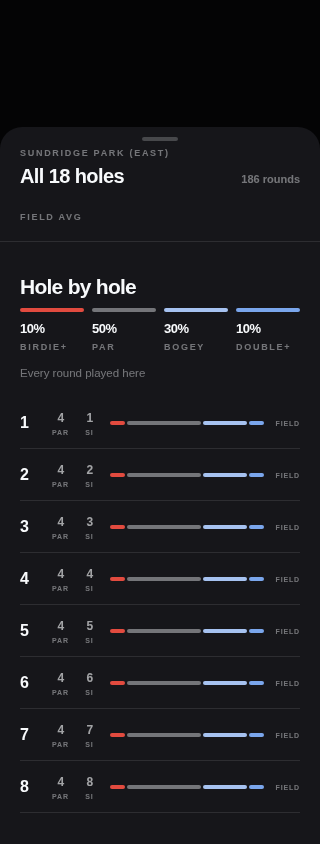 SUNDRIDGE PARK (EAST)
All 18 holes
186 rounds
FIELD AVG
Hole by hole
10% 50% 30% 10%
BIRDIE+ PAR BOGEY DOUBLE+
Every round played here
1 4 1
PAR SI FIELD
2 4 2
PAR SI FIELD
3 4 3
PAR SI FIELD
4 4 4
PAR SI FIELD
5 4 5
PAR SI FIELD
6 4 6
PAR SI FIELD
7 4 7
PAR SI FIELD
8 4 8
PAR SI FIELD